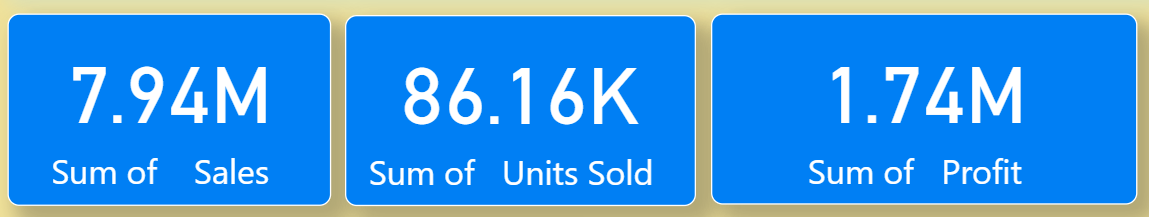 7.94M
Sum of Sales
86.16K
Sum of Units Sold
1.74M
Sum of Profit